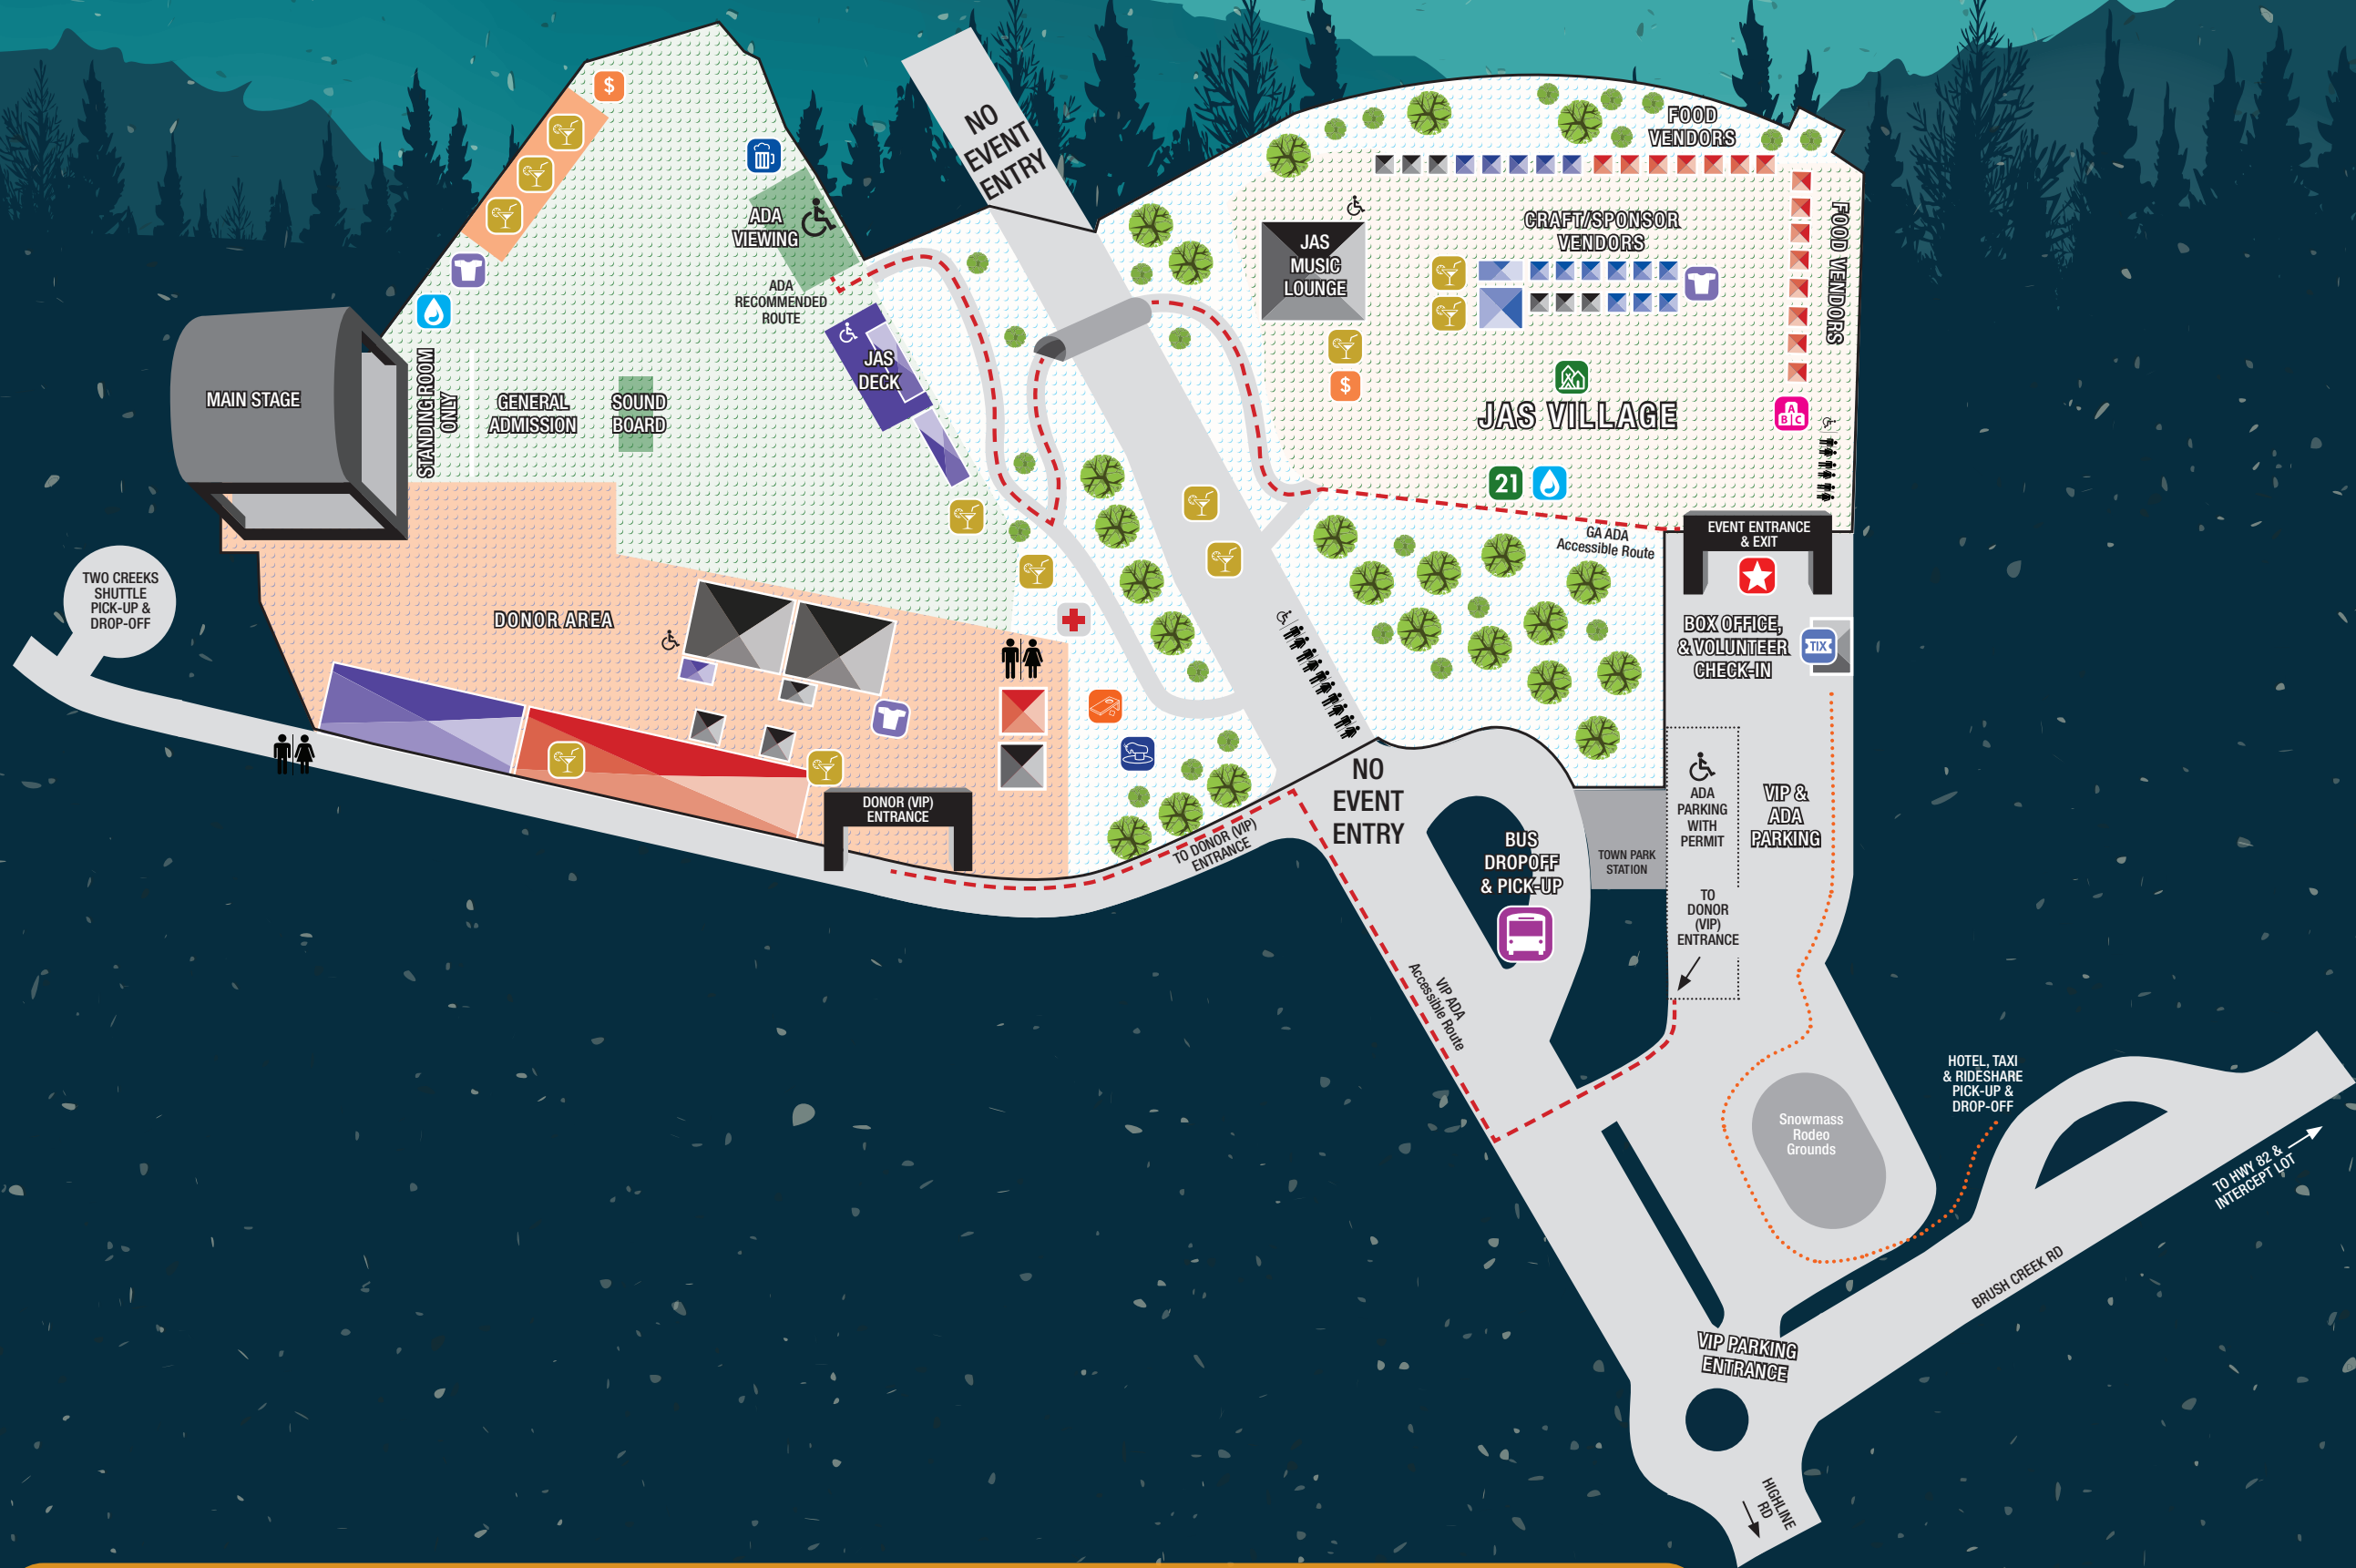 NO
EVENT
ENTRY
$
FOOD
VENDORS
ADA
VIEWING
ADA
RECOMMENDED
ROUTE
JAS
MUSIC
LOUNGE
CRAFT/SPONSOR
VENDORS
FOOD VENDORS
JAS
DECK
MAIN STAGE
STANDING ROOM
ONLY
GENERAL
ADMISSION
SOUND
BOARD
$
JAS VILLAGE
A
B C
21
GA ADA
Accessible Route
EVENT ENTRANCE
& EXIT
TWO CREEKS
SHUTTLE
PICK-UP &
DROP-OFF
DONOR AREA
BOX OFFICE,
& VOLUNTEER
CHECK-IN
TIX
DONOR (VIP)
ENTRANCE
TO DONOR (VIP)
ENTRANCE
NO
EVENT
ENTRY
BUS
DROPOFF
& PICK-UP
TOWN PARK
STATION
ADA
PARKING
WITH
PERMIT
VIP &
ADA
PARKING
TO
DONOR
(VIP)
ENTRANCE
VIP ADA
Accessible Route
Snowmass
Rodeo
Grounds
HOTEL, TAXI
& RIDESHARE
PICK-UP &
DROP-OFF
TO HWY 82 &
INTERCEPT LOT
BRUSH CREEK RD
VIP PARKING
ENTRANCE
HIGHLINE
RD